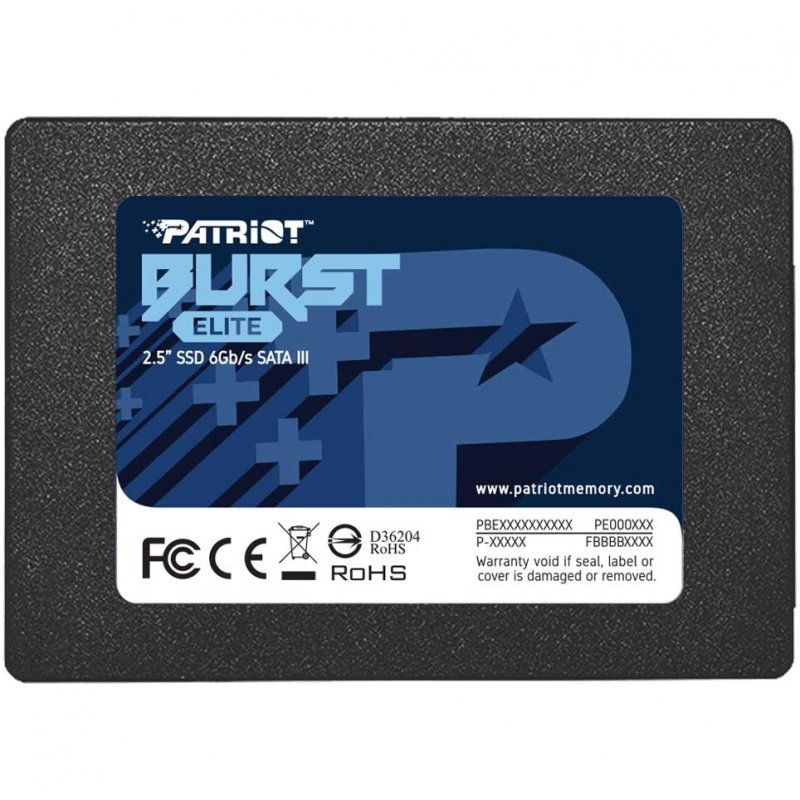 PATRIOT™
BURST
ELITE
2.5” SSD 6Gb/s SATA III
P
www.patriotmemory.com
FC CE D36204
RoHS
RoHS
PBEXXXXXXXXXX PE000XXX
P-XXXXX FBBBBXXXX
Warranty void if seal, label or
cover is damaged or removed.